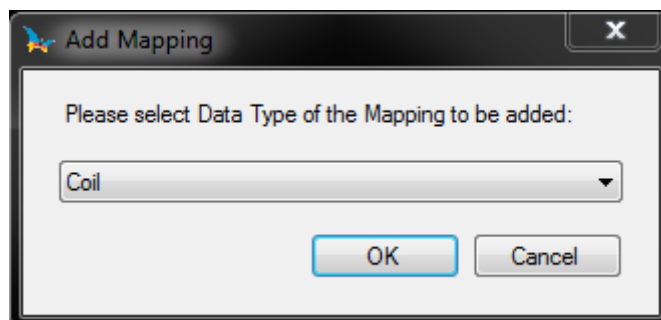 Add Mapping
Please select Data Type of the Mapping to be added:
Coil
OK Cancel